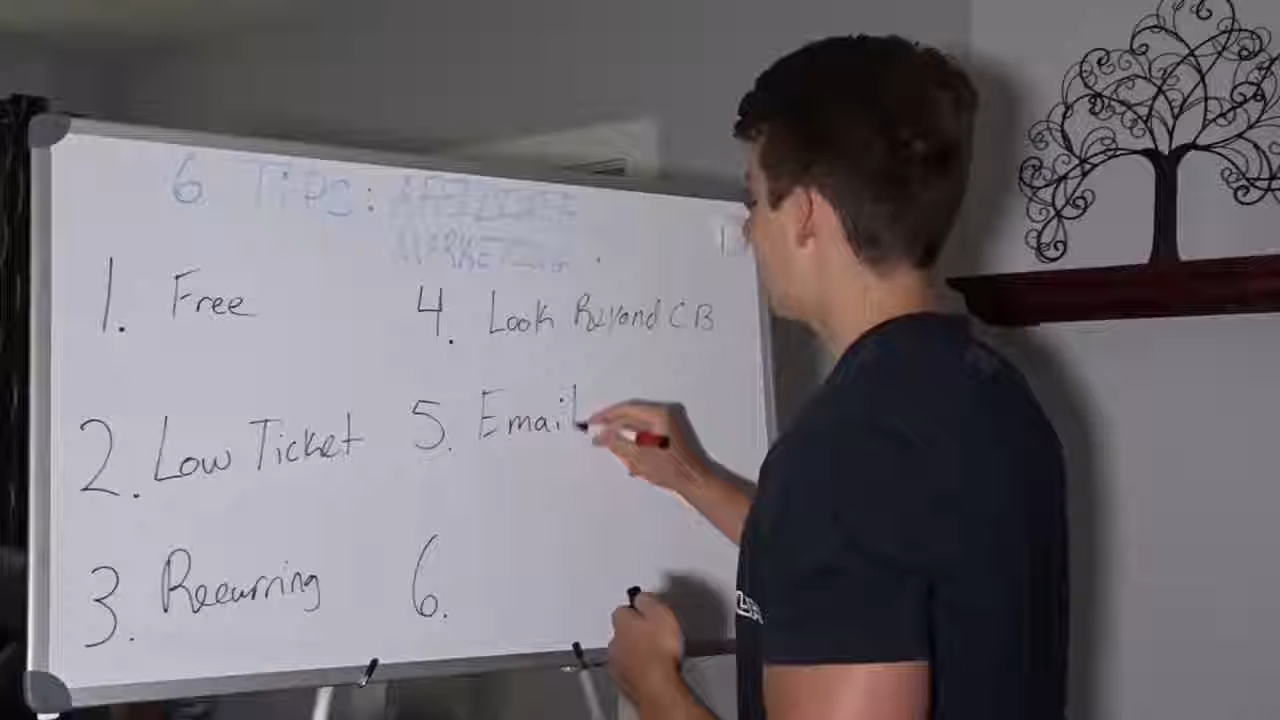 6 TIPS: AFFILIATE
MARKETING.
1. Free
2. Low Ticket
3. Recurring
4. Look Beyond CB
5. Email
6.